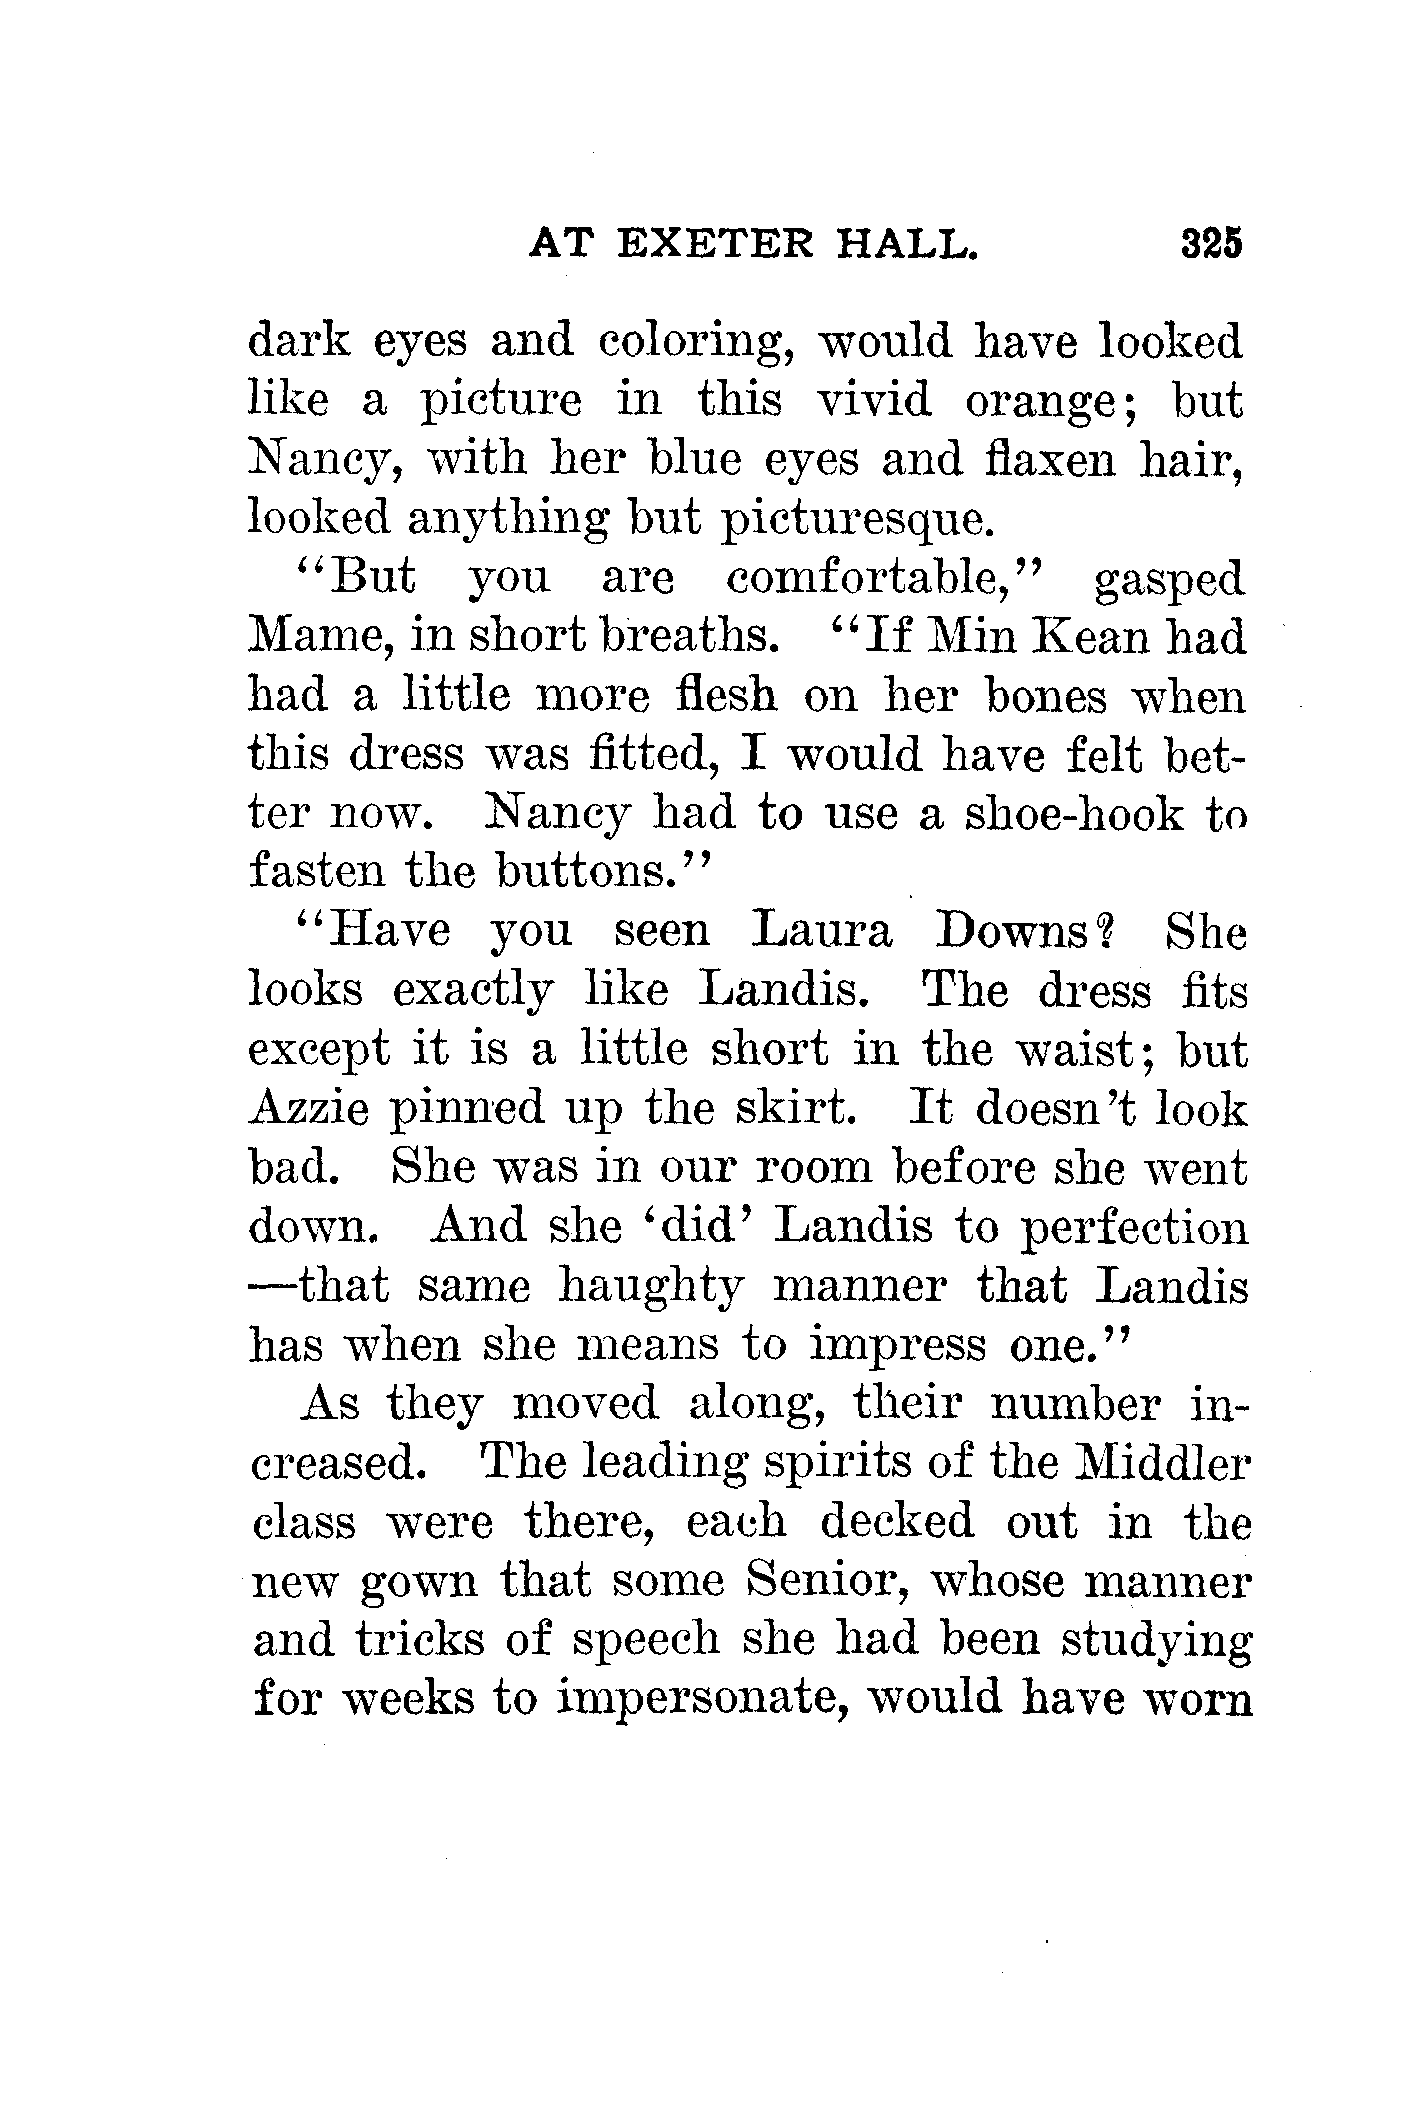 AT EXETER HALL. 325
dark eyes and coloring, would have looked
like a picture in this vivid orange; but
Nancy, with her blue eyes and flaxen hair,
looked anything but picturesque.
“But you are comfortable,” gasped
Mame, in short breaths. “If Min Kean had
had a little more flesh on her bones when
this dress was fitted, I would have felt bet-
ter now. Nancy had to use a shoe-hook to
fasten the buttons.”
“Have you seen Laura Downs? She
looks exactly like Landis. The dress fits
except it is a little short in the waist; but
Azzie pinned up the skirt. It doesn’t look
bad. She was in our room before she went
down. And she ‘did’ Landis to perfection
—that same haughty manner that Landis
has when she means to impress one.”
As they moved along, their number in-
creased. The leading spirits of the Middler
class were there, each decked out in the
new gown that some Senior, whose manner
and tricks of speech she had been studying
for weeks to impersonate, would have worn